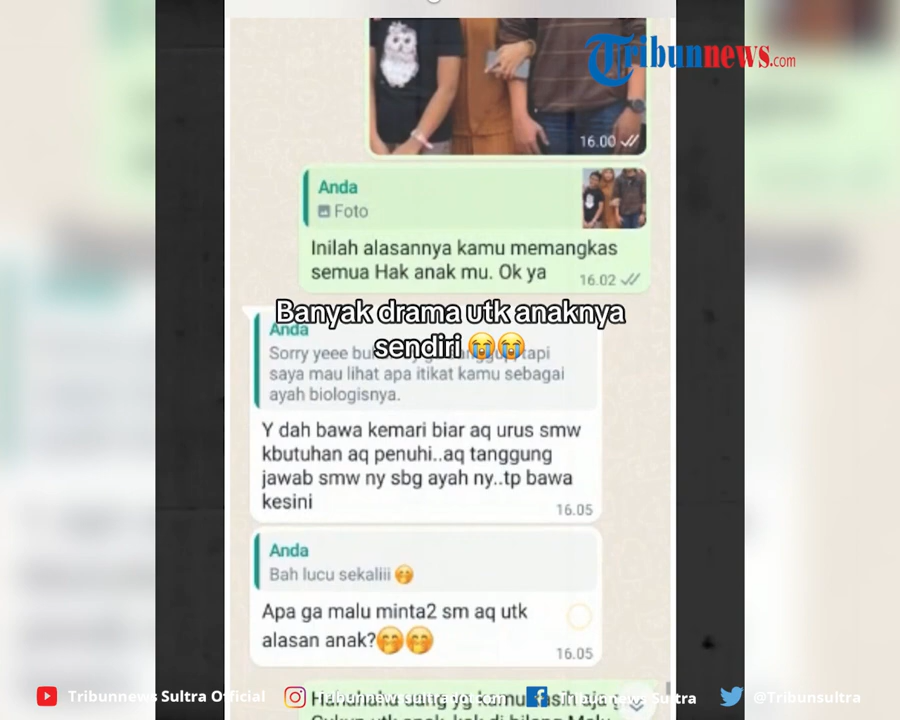 Tribunnews.com
16.00
Anda
Foto
Inilah alasannya kamu memangkas
semua Hak anak mu. Ok ya
16.02
Banyak drama utk anaknya
sendiri 😭😭
Anda
Sorry yeee tapi
saya mau lihat apa itikat kamu sebagai
ayah biologisnya.
Y dah bawa kemari biar aq urus smw
kbutuhan aq penuhi..aq tanggung
jawab smw ny sbg ayah ny..tp bawa
kesini
16.05
Anda
Bah lucu sekaliii 🤭
Apa ga malu minta2 sm aq utk
alasan anak?🤭🤭
16.05
Tribunnews Sultra Official
@Tribunsultra